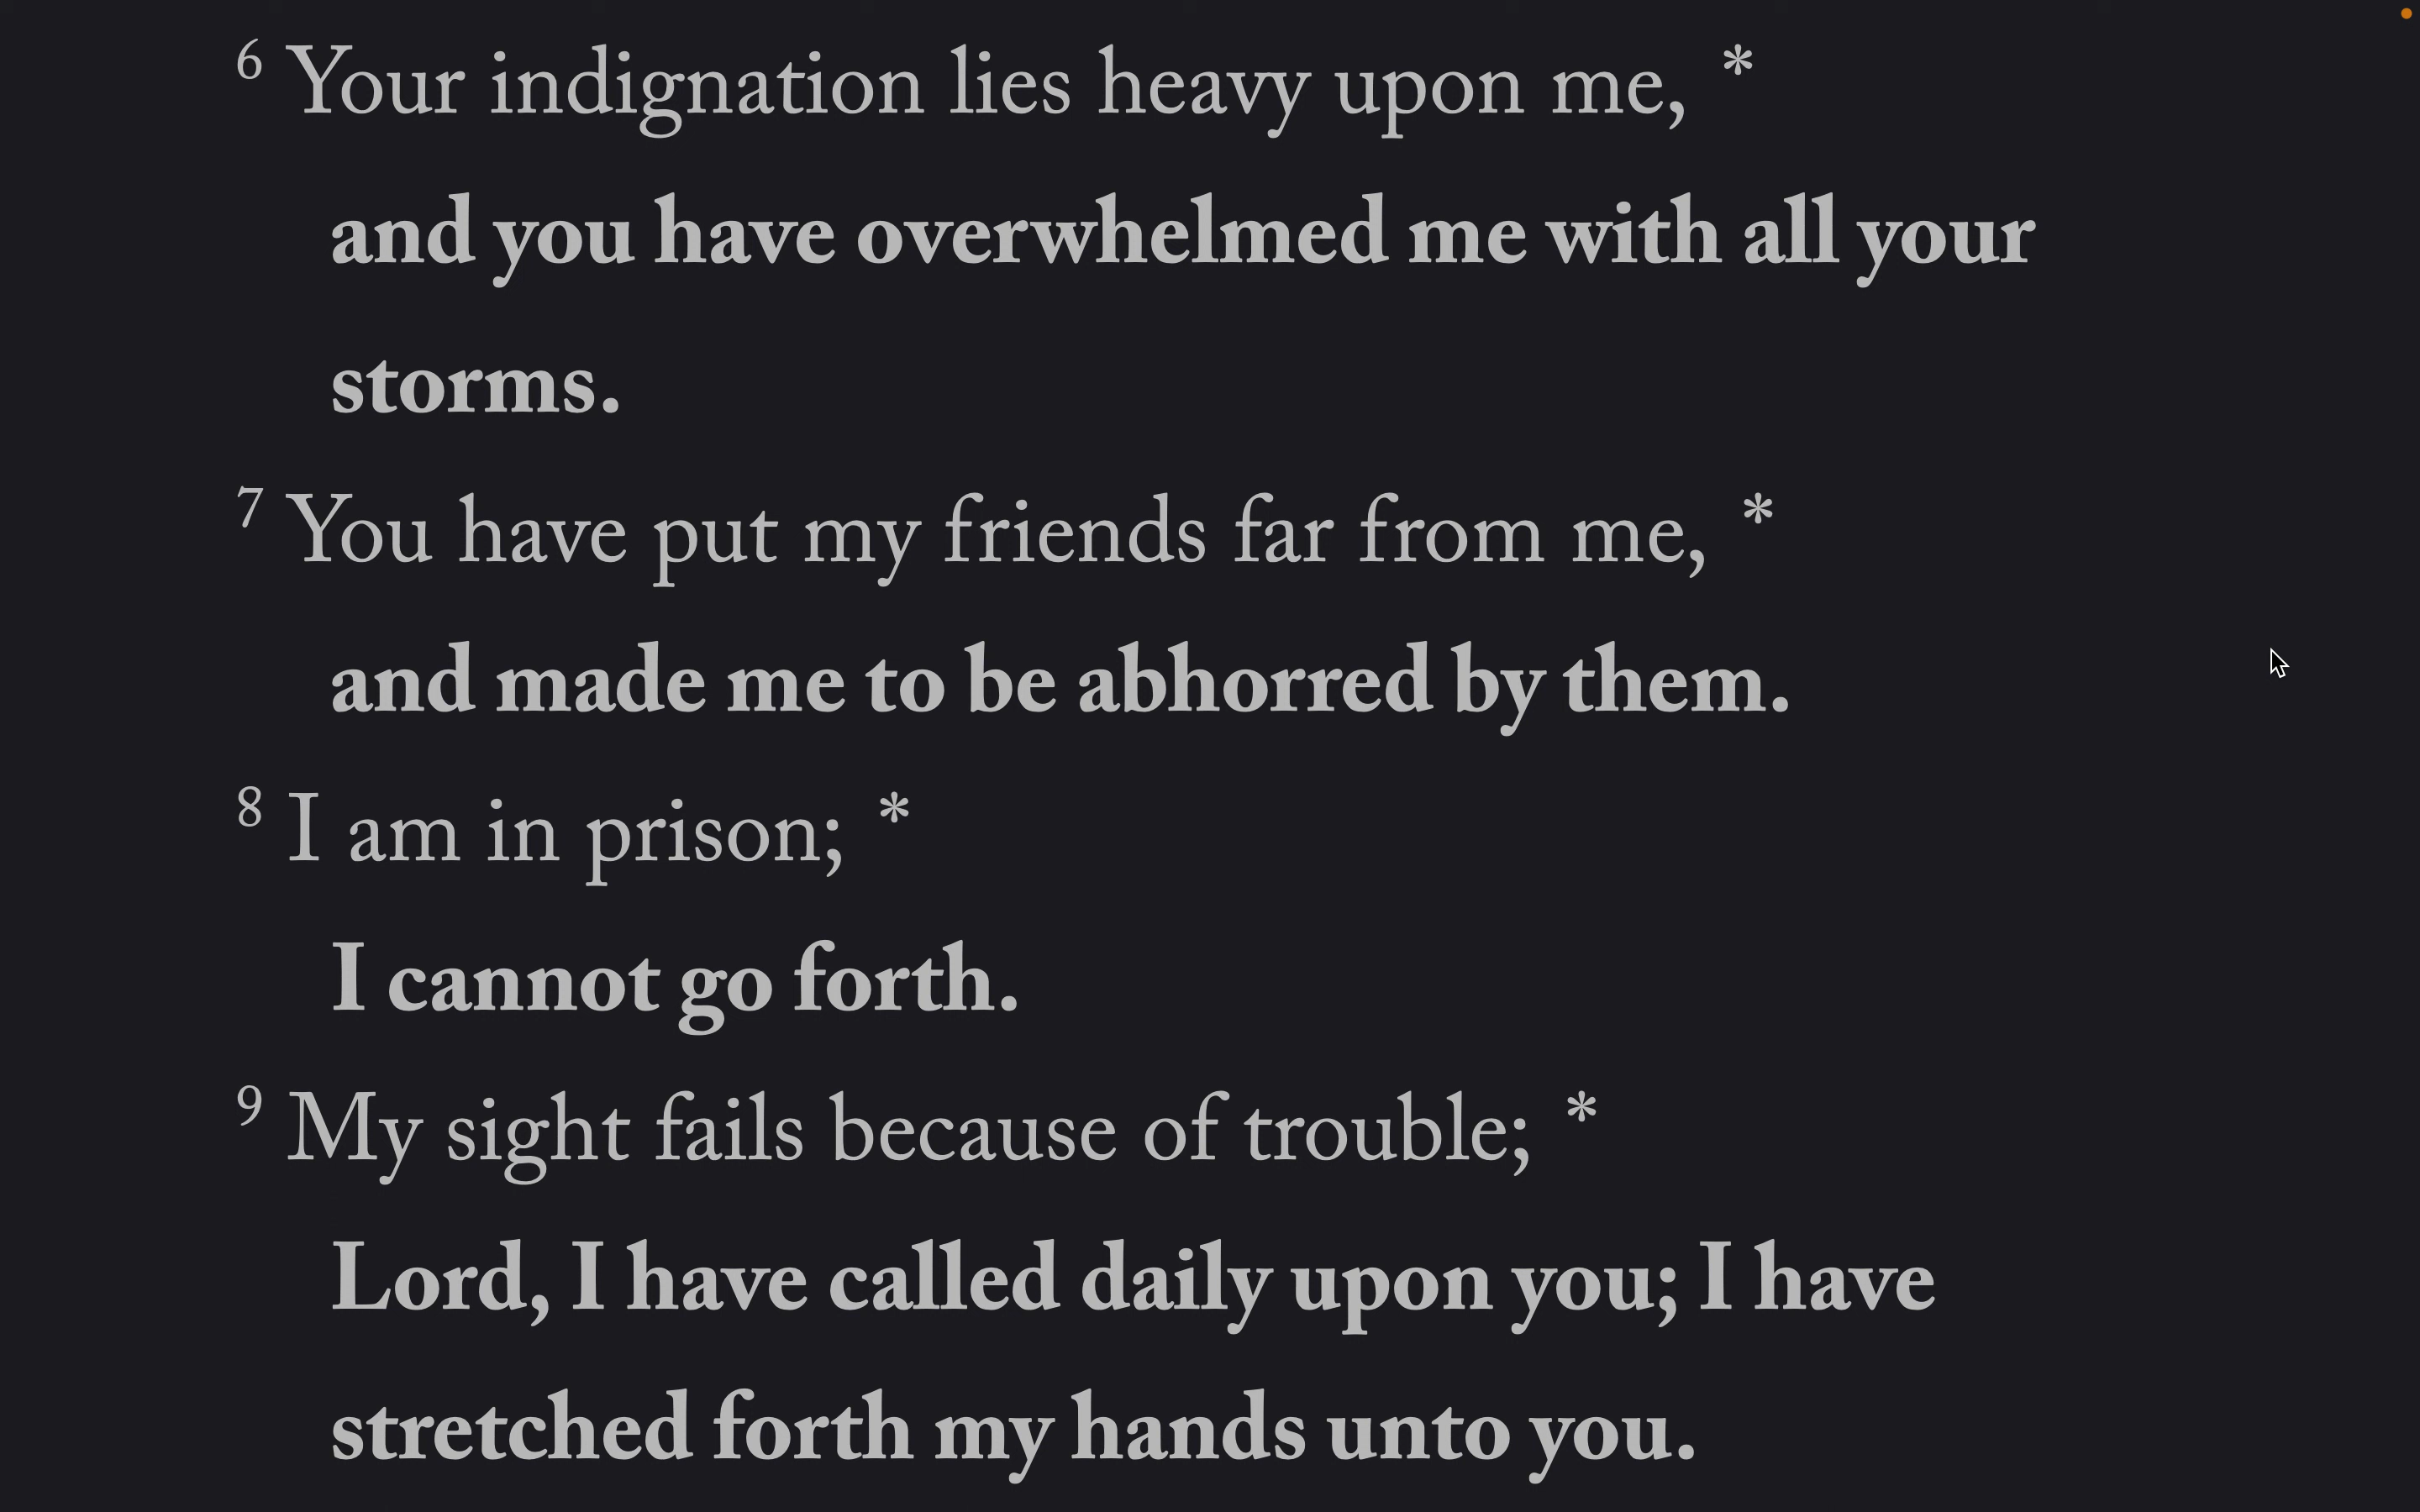 6 Your indignation lies heavy upon me, *
and you have overwhelmed me with all your
storms.
7 You have put my friends far from me, *
and made me to be abhorred by them.
8 I am in prison; *
I cannot go forth.
9 My sight fails because of trouble; *
Lord, I have called daily upon you; I have
stretched forth my hands unto you.